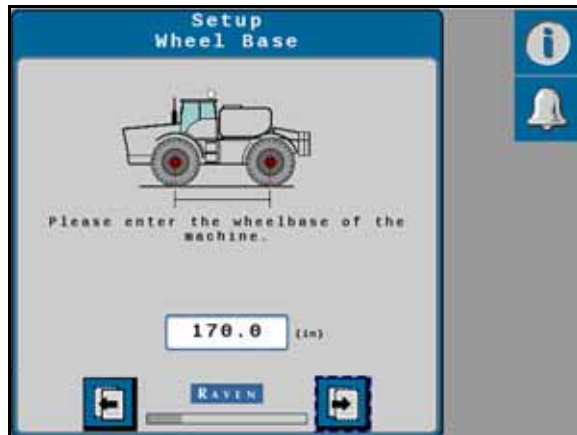 Setup
Wheel Base
Please enter the wheelbase of the
machine.
170.0 (in)
RAVEN